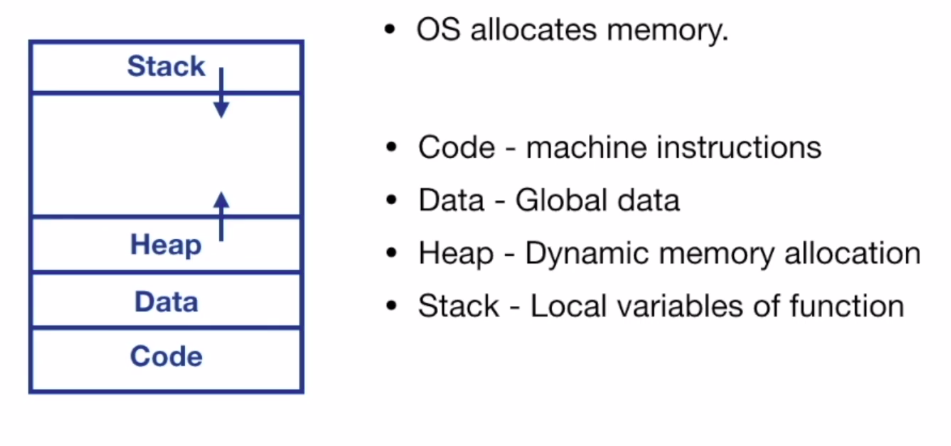 Stack
Heap
Data
Code
• OS allocates memory.
• Code - machine instructions
• Data - Global data
• Heap - Dynamic memory allocation
• Stack - Local variables of function